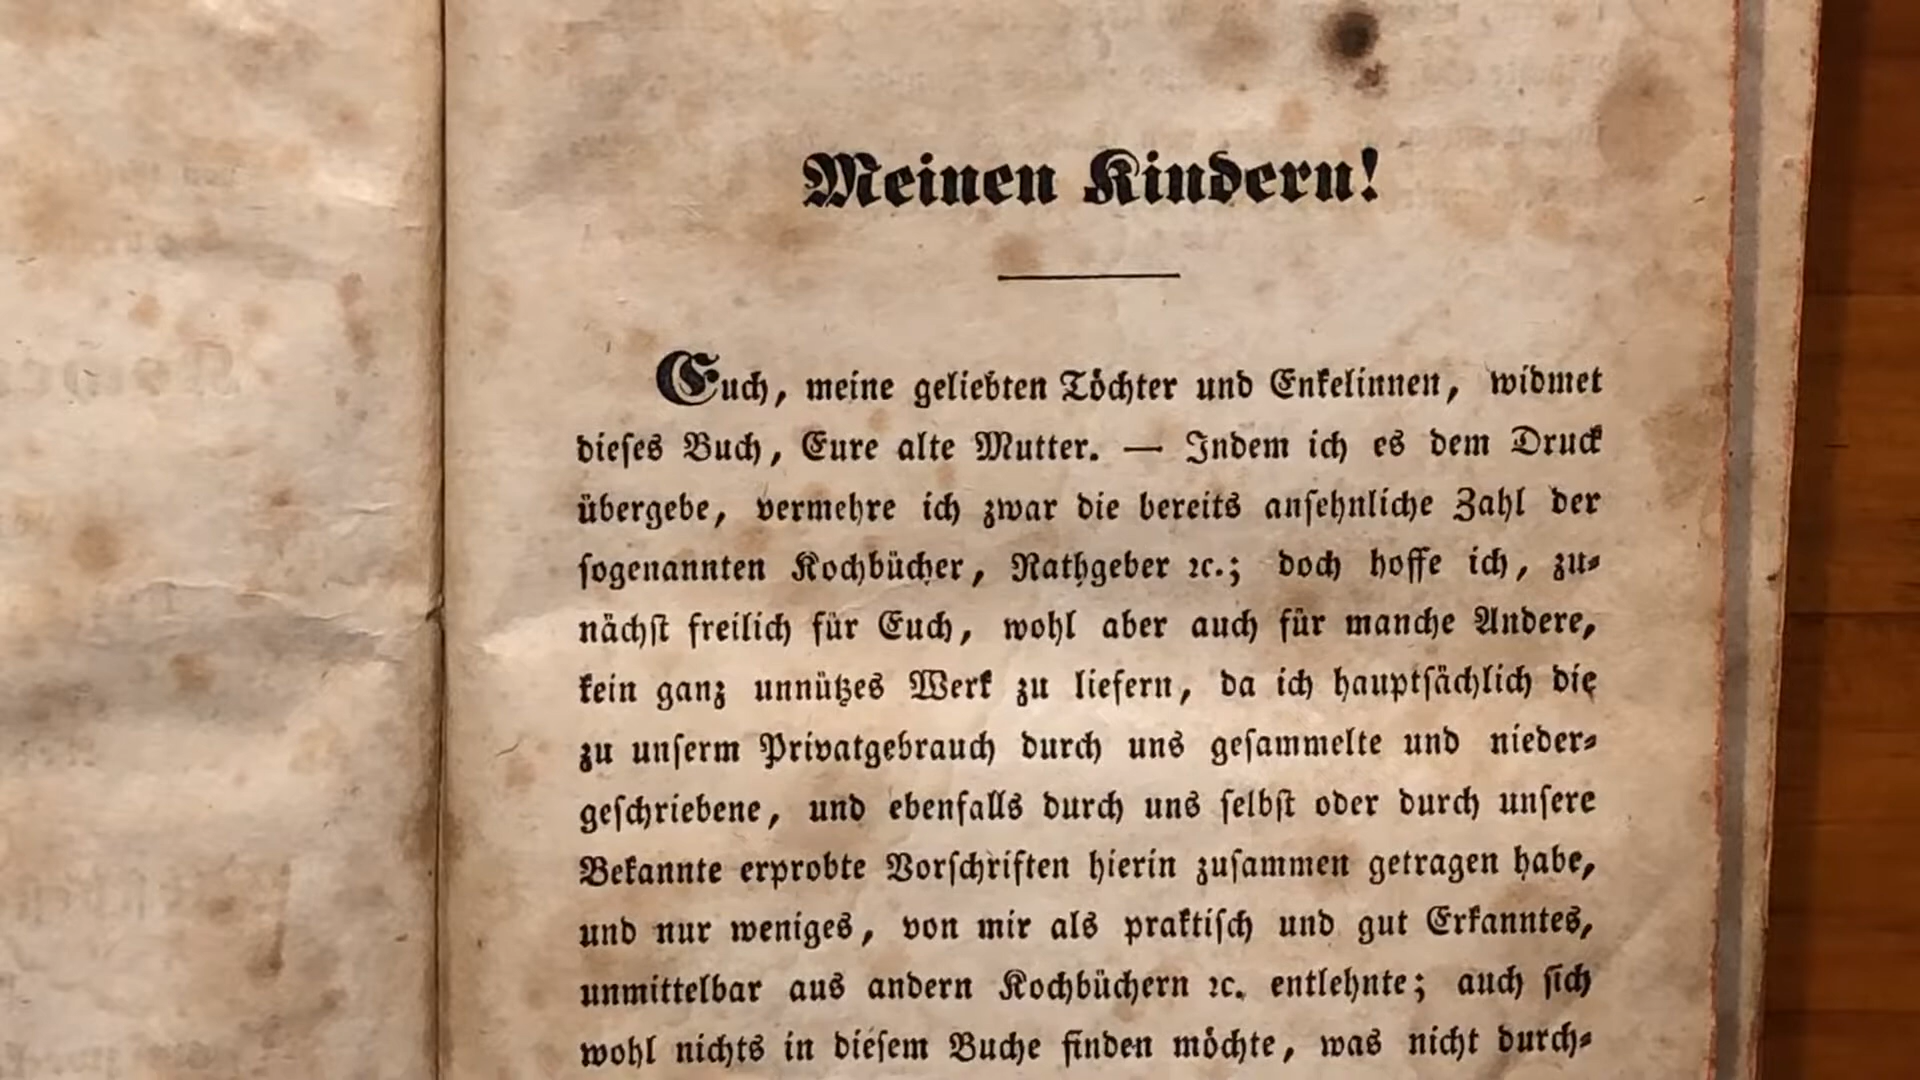 Meinen Kindern!
Euch, meine geliebten Töchter und Enkelinnen, widmet
dieſes Buch, Eure alte Mutter. — Indem ich es dem Druck
übergebe, vermehre ich zwar die bereits anſehnliche Zahl der
ſogenannten Kochbücher, Rathgeber ꝛc.; doch hoffe ich, zu⸗
nächſt freilich für Euch, wohl aber auch für manche Andere,
kein ganz unnützes Werk zu liefern, da ich hauptſächlich die
zu unſerm Privatgebrauch durch uns geſammelte und nieder⸗
geſchriebene, und ebenfalls durch uns ſelbſt oder durch unſere
Bekannte erprobte Vorſchriften hierin zuſammen getragen habe,
und nur weniges, von mir als praktiſch und gut Erkanntes,
unmittelbar aus andern Kochbüchern ꝛc. entlehnte; auch ſich
wohl nichts in dieſem Buche finden möchte, was nicht durch⸗